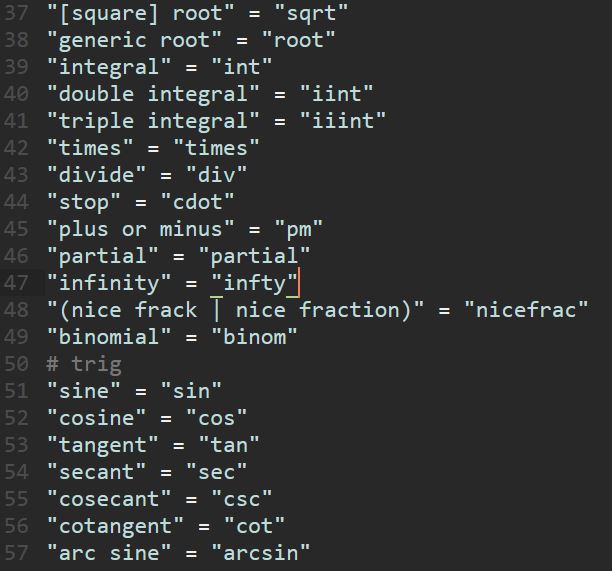 37 "[square] root" = "sqrt"
38 "generic root" = "root"
39 "integral" = "int"
40 "double integral" = "iint"
41 "triple integral" = "iiint"
42 "times" = "times"
43 "divide" = "div"
44 "stop" = "cdot"
45 "plus or minus" = "pm"
46 "partial" = "partial"
47 "infinity" = "infty"
48 "(nice frack | nice fraction)" = "nicefrac"
49 "binomial" = "binom"
50 # trig
51 "sine" = "sin"
52 "cosine" = "cos"
53 "tangent" = "tan"
54 "secant" = "sec"
55 "cosecant" = "csc"
56 "cotangent" = "cot"
57 "arc sine" = "arcsin"